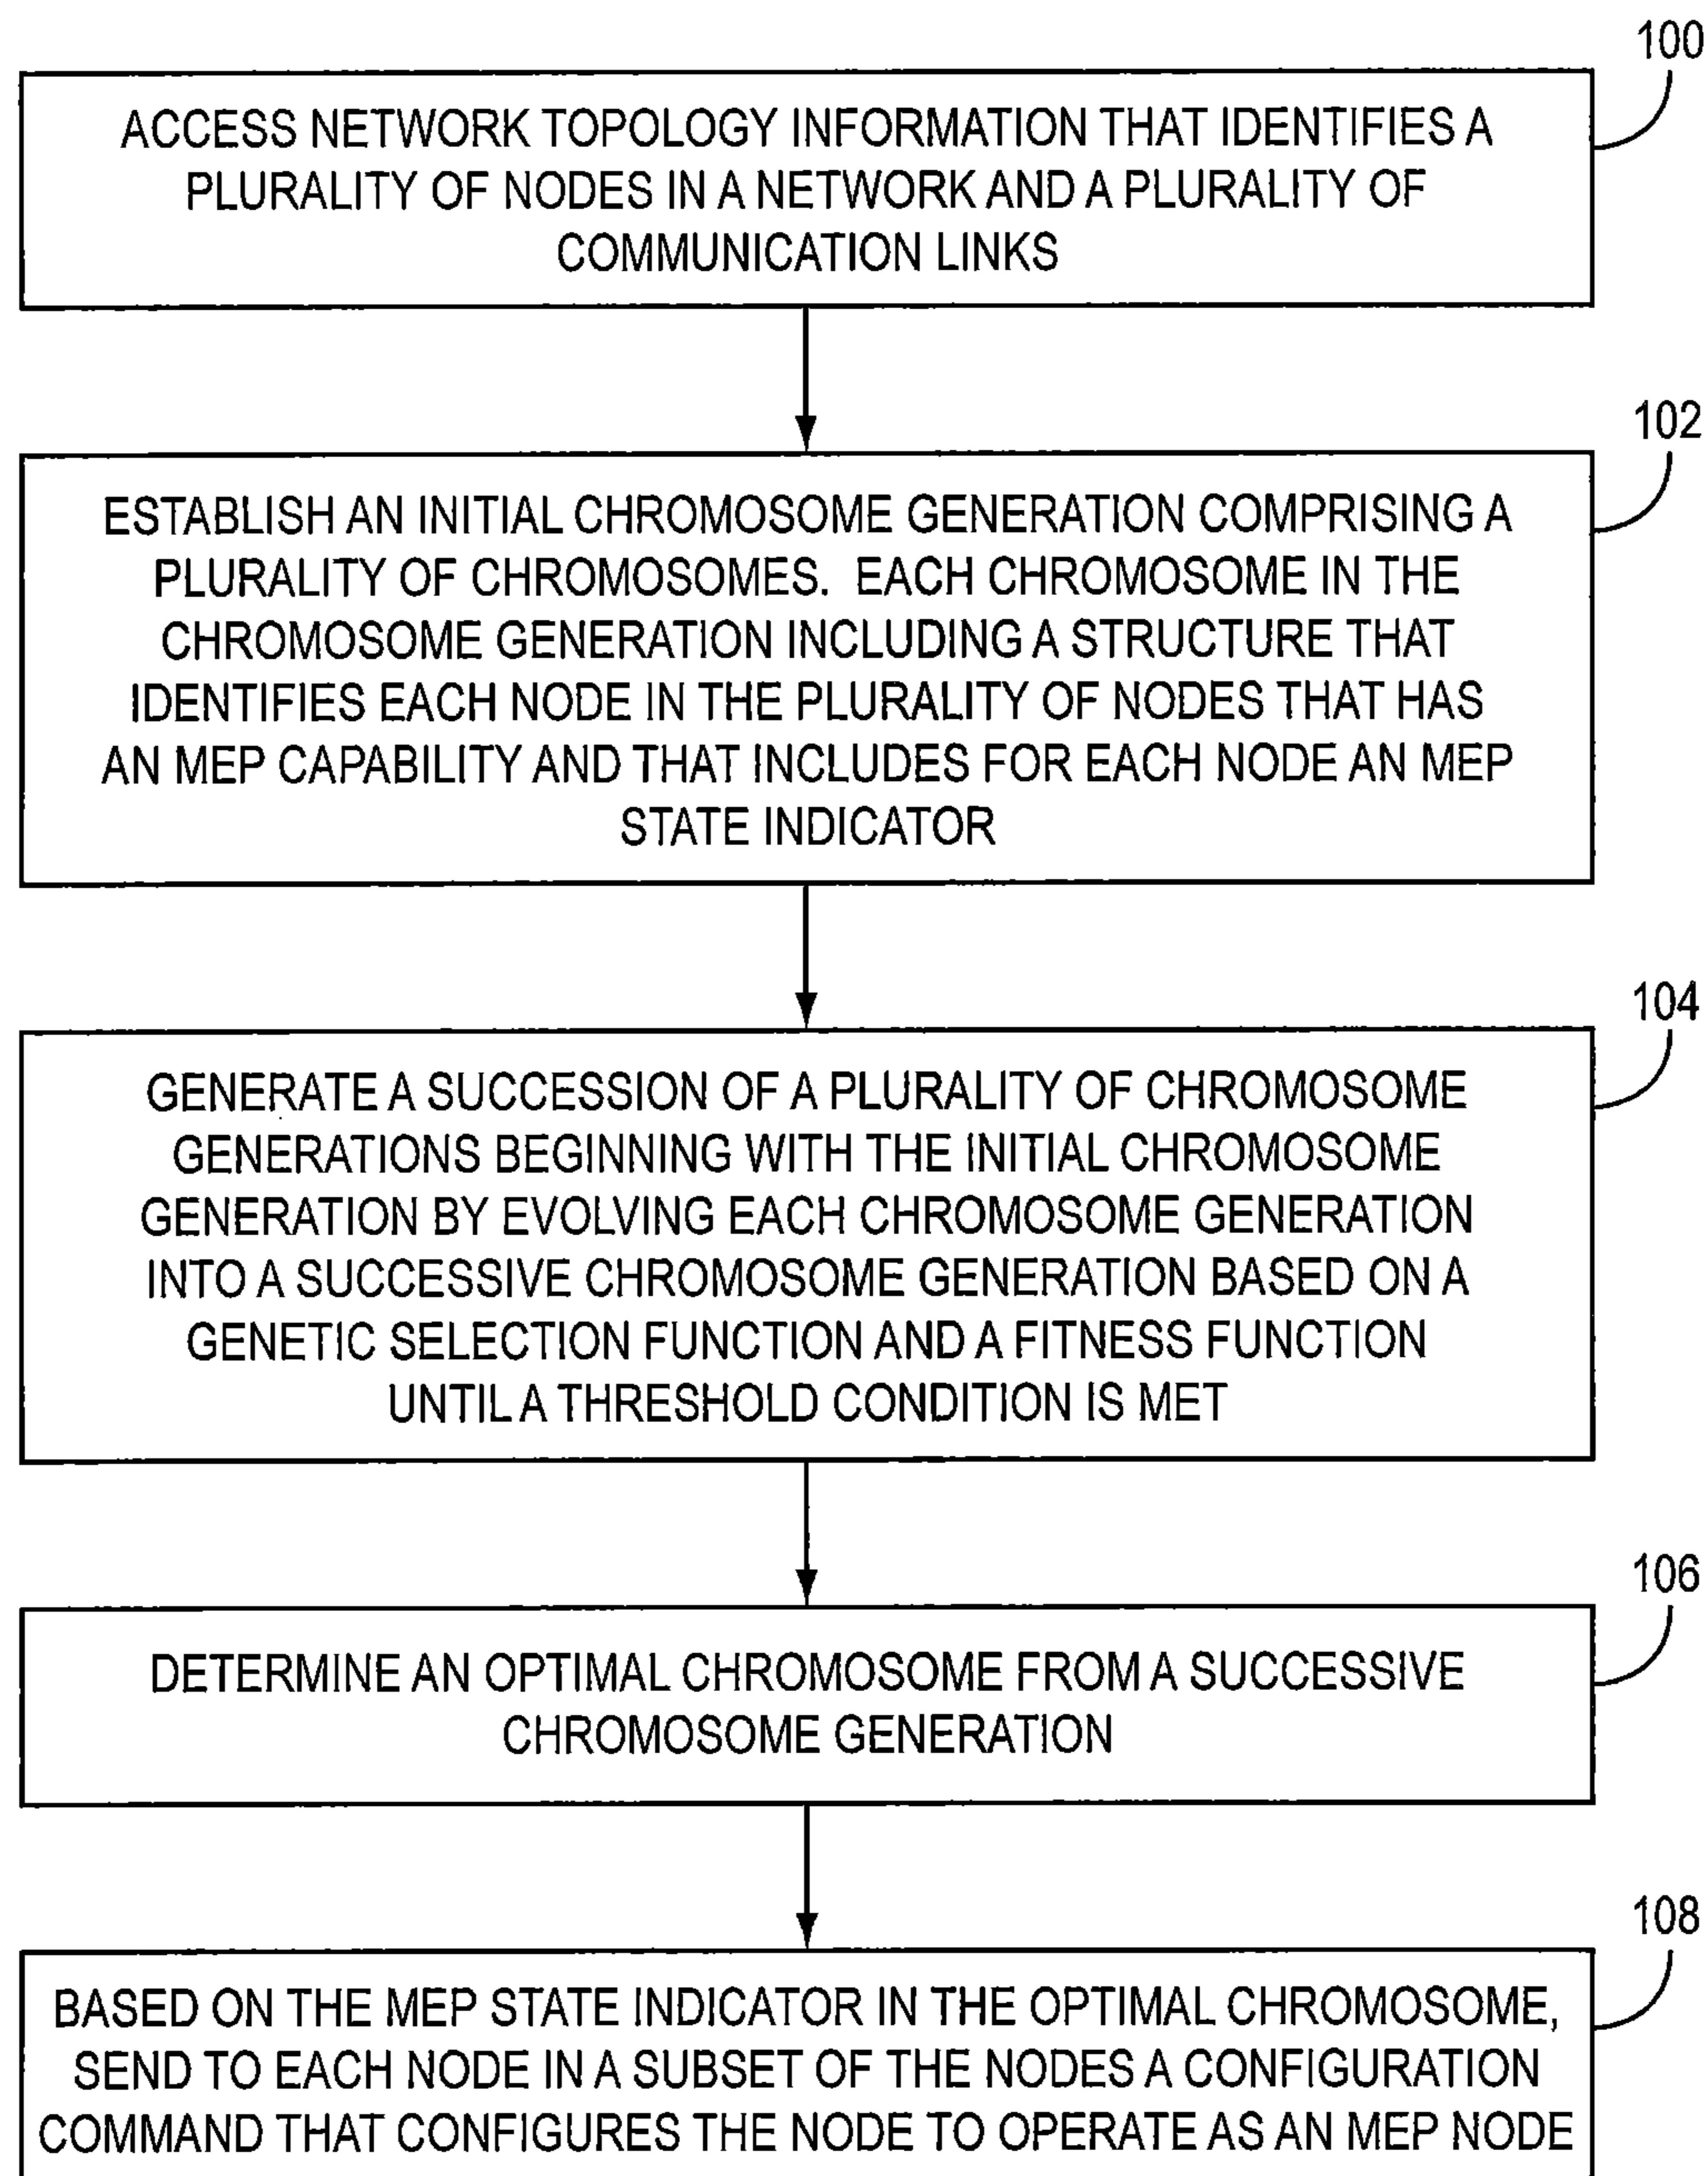 100
ACCESS NETWORK TOPOLOGY INFORMATION THAT IDENTIFIES A
PLURALITY OF NODES IN A NETWORK AND A PLURALITY OF
COMMUNICATION LINKS
102
ESTABLISH AN INITIAL CHROMOSOME GENERATION COMPRISING A
PLURALITY OF CHROMOSOMES. EACH CHROMOSOME IN THE
CHROMOSOME GENERATION INCLUDING A STRUCTURE THAT
IDENTIFIES EACH NODE IN THE PLURALITY OF NODES THAT HAS
AN MEP CAPABILITY AND THAT INCLUDES FOR EACH NODE AN MEP
STATE INDICATOR
104
GENERATE A SUCCESSION OF A PLURALITY OF CHROMOSOME
GENERATIONS BEGINNING WITH THE INITIAL CHROMOSOME
GENERATION BY EVOLVING EACH CHROMOSOME GENERATION
INTO A SUCCESSIVE CHROMOSOME GENERATION BASED ON A
GENETIC SELECTION FUNCTION AND A FITNESS FUNCTION
UNTIL A THRESHOLD CONDITION IS MET
106
DETERMINE AN OPTIMAL CHROMOSOME FROM A SUCCESSIVE
CHROMOSOME GENERATION
108
BASED ON THE MEP STATE INDICATOR IN THE OPTIMAL CHROMOSOME,
SEND TO EACH NODE IN A SUBSET OF THE NODES A CONFIGURATION
COMMAND THAT CONFIGURES THE NODE TO OPERATE AS AN MEP NODE